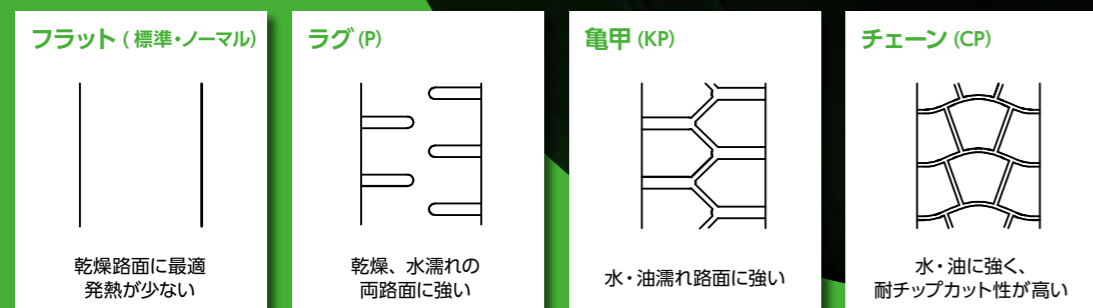 フラット ( 標準・ノーマル)
乾燥路面に最適
発熱が少ない
ラグ (P)
乾燥、水濡れの
両路面に強い
亀甲 (KP)
水・油濡れ路面に強い
チェーン (CP)
水・油に強く、
耐チップカット性が高い